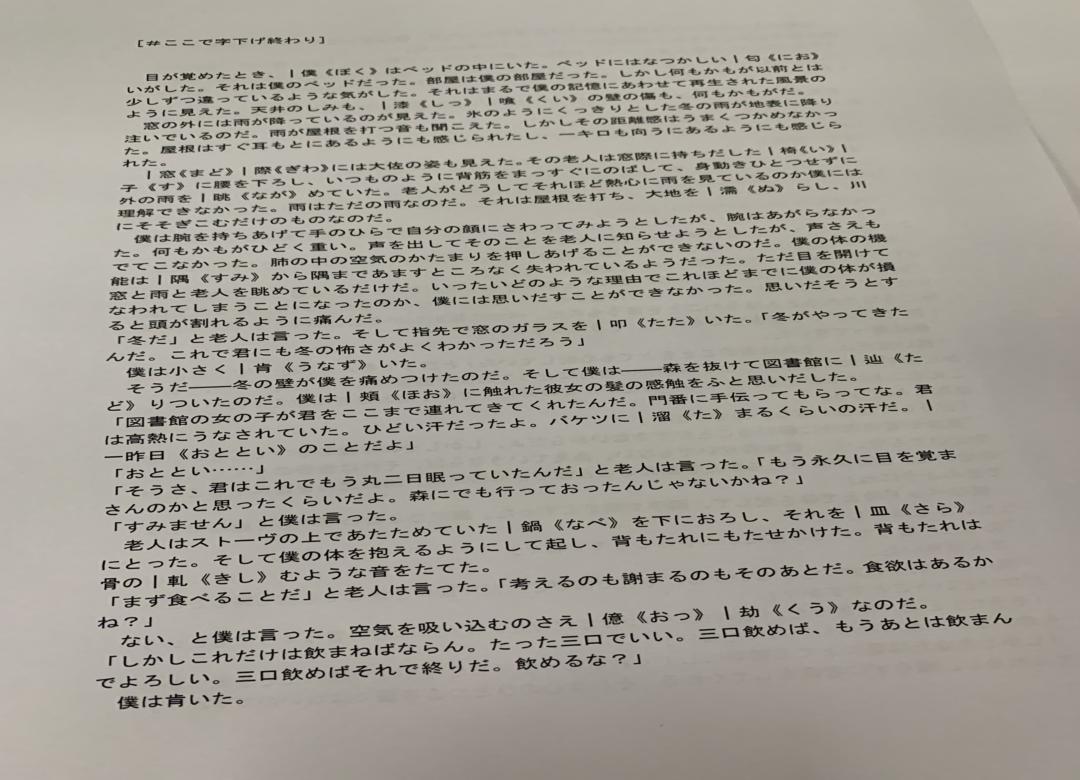 [#ここで字下げ終わり]
目が覚めたとき、|僕《ぼく》はベッドの中にいた。ベッドにはなつかしい|匂《にお》
いがした。それは僕のベッドだった。部屋は僕の部屋だった。しかし何もかもが以前とは
少しずつ違っているような気がした。それはまるで僕の記憶にあわせて再生された風景の
ように見えた。天井のしみも、|漆《しっ》|喰《くい》の壁の傷も、何もかもがだ。
窓の外には雨が降っているのが見えた。氷のようにくっきりとした冬の雨が地表に降り
注いでいるのだ。雨が屋根を打つ音も聞こえた。しかしその距離感はうまくつかめなかっ
た。屋根はすぐ耳もとにあるようにも感じられたし、一キロも向うにあるようにも感じら
れた。
|窓《まど》|際《ぎわ》には大佐の姿も見えた。その老人は窓際に持ちだした|椅《い》|
子《す》に腰を下ろし、いつものように背筋をまっすぐにのばして、身動きひとつせずに
外の雨を|眺《なが》めていた。老人がどうしてそれほど熱心に雨を見ているのか僕には
理解できなかった。雨はただの雨なのだ。それは屋根を打ち、大地を|濡《ぬ》らし、川
にそそぎこむだけのものなのだ。
僕は腕を持ちあげて手のひらで自分の顔にさわってみようとしたが、腕はあがらなかっ
た。何もかもがひどく重い。声を出してそのことを老人に知らせようとしたが、声さえも
でてこなかった。肺の中の空気のかたまりを押しあげることができないのだ。僕の体の機
能は|隅《すみ》から隅まであますところなく失われているようだった。ただ目を開けて
窓と雨と老人を眺めているだけだ。いったいどのような理由でこれほどまでに僕の体が損
なわれてしまうことになったのか、僕には思いだすことができなかった。思いだそうとす
ると頭が割れるように痛んだ。
「冬だ」と老人は言った。そして指先で窓のガラスを|叩《たた》いた。「冬がやってきた
んだ。これで君にも冬の怖さがよくわかっただろう」
僕は小さく|肯《うなず》いた。
そうだ――冬の壁が僕を痛めつけたのだ。そして僕は――森を抜けて図書館に|辿《た
ど》りついたのだ。僕は|頬《ほお》に触れた彼女の髪の感触をふと思いだした。
「図書館の女の子が君をここまで連れてきてくれたんだ。門番に手伝ってもらってな。君
は高熱にうなされていた。ひどい汗だったよ。バケツに|溜《た》まるくらいの汗だ。|
一昨日《おととい》のことだよ」
「おととい……」
「そうさ、君はこれでもう丸二日眠っていたんだ」と老人は言った。「もう永久に目を覚ま
さんのかと思ったくらいだよ。森にでも行っておったんじゃないかね？」
「すみません」と僕は言った。
老人はストーヴの上であたためていた|鍋《なべ》を下におろし、それを|皿《さら》
にとった。そして僕の体を抱えるようにして起し、背もたれにもたせかけた。背もたれは
骨の|軋《きし》むような音をたてた。
「まず食べることだ」と老人は言った。「考えるのも謝まるのもそのあとだ。食欲はあるか
ね？」
ない、と僕は言った。空気を吸い込むのさえ|億《おっ》|劫《くう》なのだ。
「しかしこれだけは飲まねばならん。たった三口でいい。三口飲めば、もうあとは飲まん
でよろしい。三口飲めばそれで終りだ。飲めるな？」
僕は肯いた。